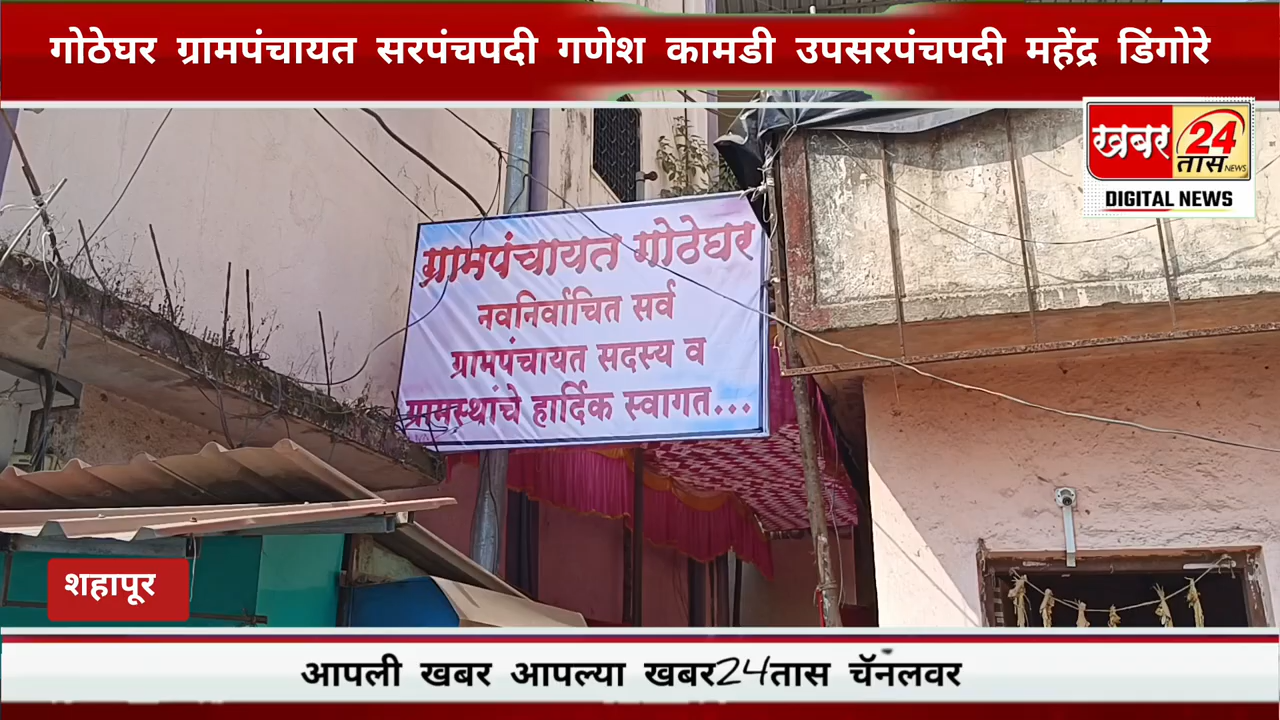 गोठेघर ग्रामपंचायत सरपंचपदी गणेश कामडी उपसरपंचपदी महेंद्र डिंगोरे
खबर 24
तास NEWS
DIGITAL NEWS
ग्रामपंचायत गोठेघर
नवनिर्वाचित सर्व
ग्रामपंचायत सदस्य व
ग्रामस्थांचे हार्दिक स्वागत...
शहापूर
आपली खबर आपल्या खबर24तास चॅनलवर